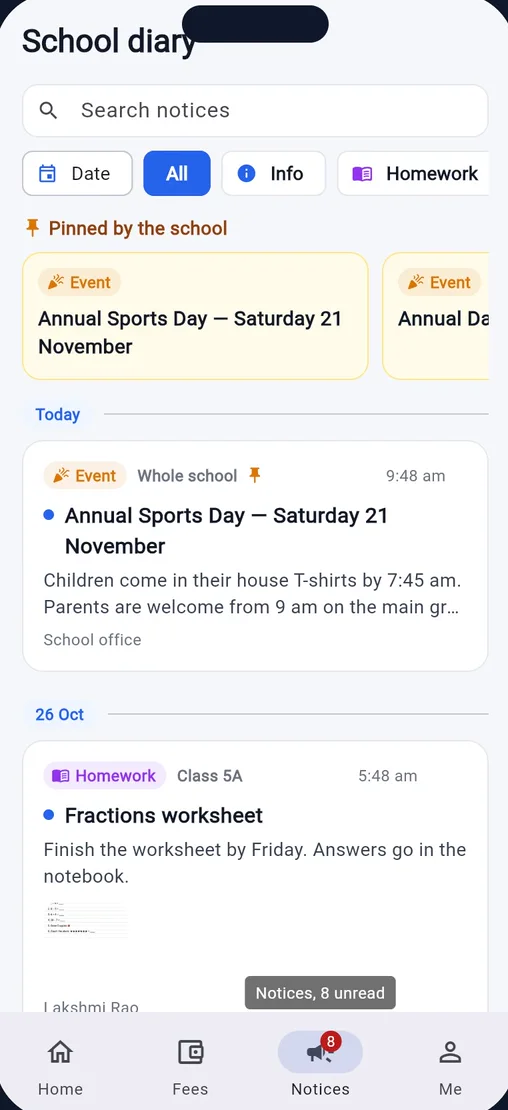 School diary
Search notices
Date
All
Info
Homework
Pinned by the school
Event
Annual Sports Day — Saturday 21
November
Event
Annual Da
Today
Event
Whole school
9:48 am
Annual Sports Day — Saturday 21
November
Children come in their house T-shirts by 7:45 am.
Parents are welcome from 9 am on the main gr…
School office
26 Oct
Homework
Class 5A
5:48 am
Fractions worksheet
Finish the worksheet by Friday. Answers go in the
notebook.
Lakshmi Rao
Notices, 8 unread
8
Home
Fees
Notices
Me